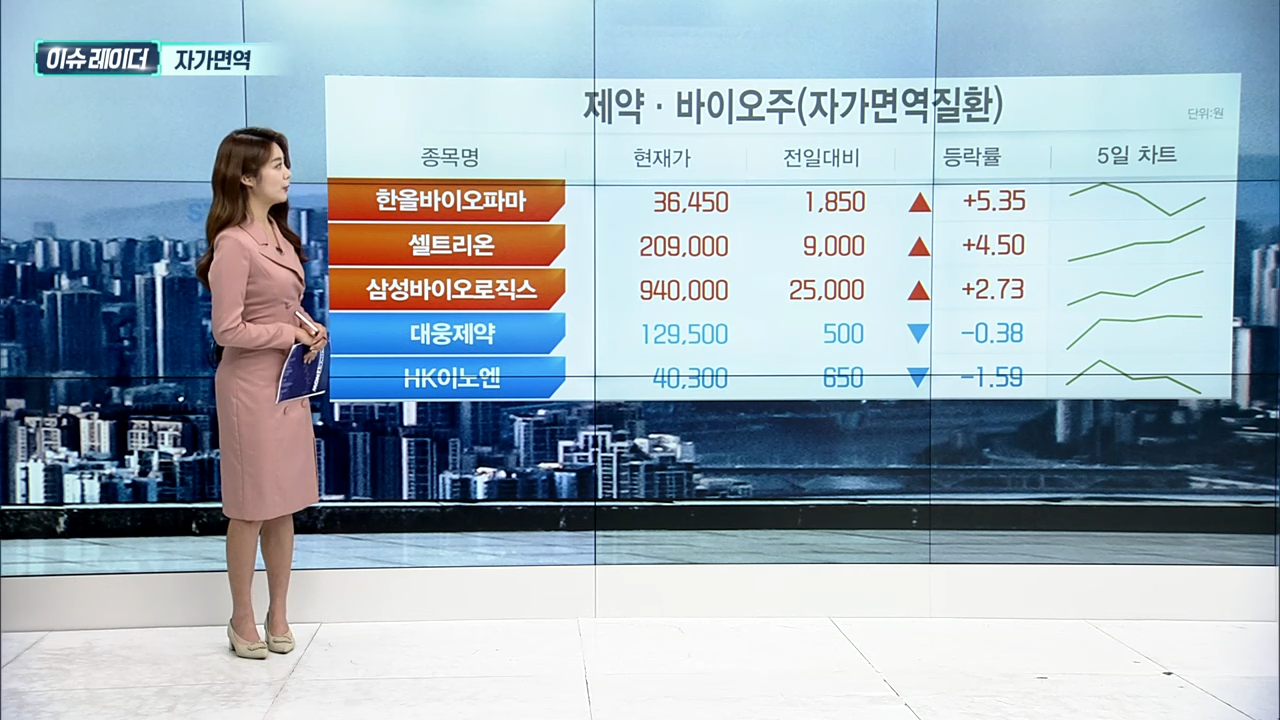 이슈 레이더 자가면역
제약 · 바이오주(자가면역질환)
단위:원
종목명 현재가 전일대비 등락률 5일 차트
한올바이오파마 36,450 1,850 ▲ +5.35
셀트리온 209,000 9,000 ▲ +4.50
삼성바이오로직스 940,000 25,000 ▲ +2.73
대웅제약 129,500 500 ▼ -0.38
HK이노엔 40,300 650 ▼ -1.59